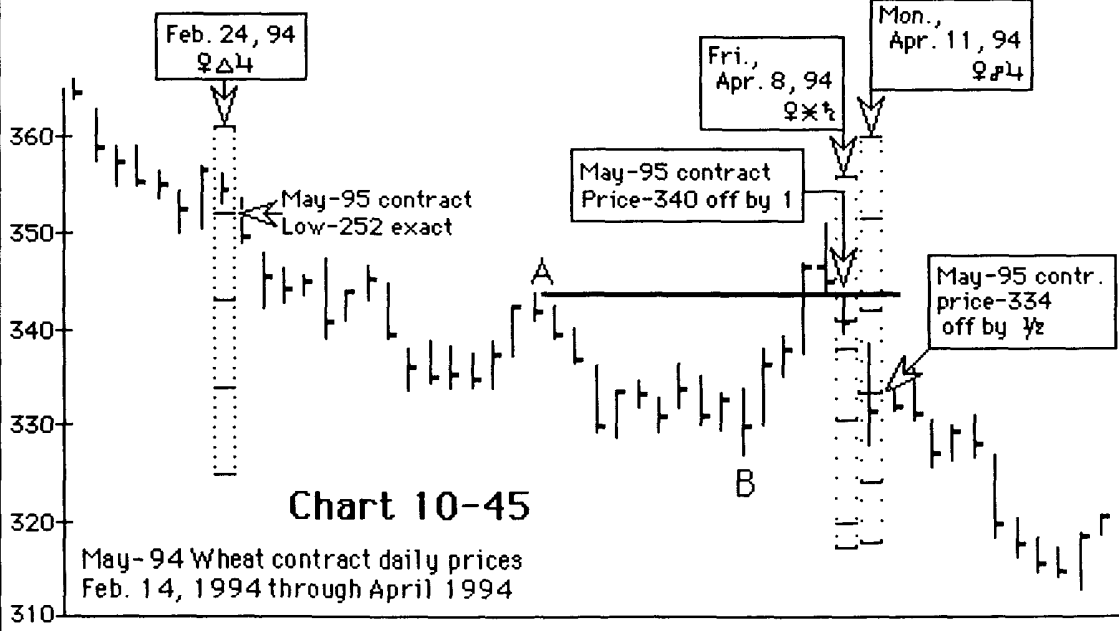 Feb. 24, 94
♀△♃
Fri.,
Apr. 8, 94
♀⚹♄
Mon.,
Apr. 11, 94
♀☍♃
May-95 contract
Price-340 off by 1
May-95 contract
Low-252 exact
May-95 contr.
price-334
off by ½
360
350
340
330
320
310
A
B
Chart 10-45
May-94 Wheat contract daily prices
Feb. 14, 1994 through April 1994